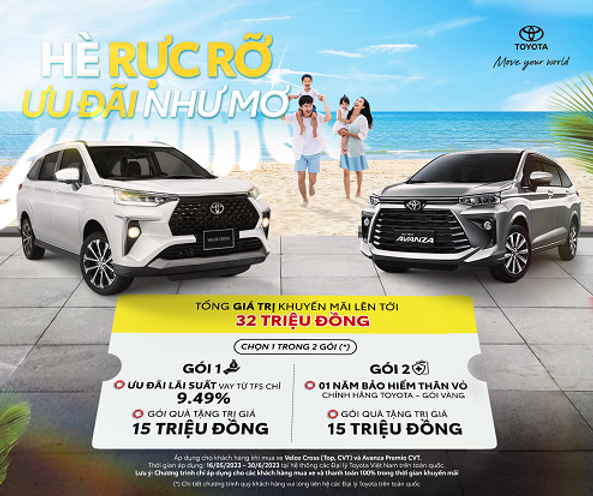 HÈ RỰC RỠ
ƯU ĐÃI NHƯ MƠ
TOYOTA
Move your world
VELOZ CROSS
AVANZA
TỔNG GIÁ TRỊ KHUYẾN MÃI LÊN TỚI
32 TRIỆU ĐỒNG
CHỌN 1 TRONG 2 GÓI (*)
GÓI 1
ƯU ĐÃI LÃI SUẤT VAY TỪ TFS CHỈ
9.49%
GÓI QUÀ TẶNG TRỊ GIÁ
15 TRIỆU ĐỒNG
GÓI 2
01 NĂM BẢO HIỂM THÂN VỎ
CHÍNH HÃNG TOYOTA – GÓI VÀNG
GÓI QUÀ TẶNG TRỊ GIÁ
15 TRIỆU ĐỒNG
Áp dụng cho khách hàng khi mua xe Veloz Cross (Top, CVT) và Avanza Premio CVT.
Thời gian áp dụng: 16/05/2023 – 30/6/2023 tại hệ thống các Đại lý Toyota Việt Nam trên toàn quốc.
Lưu ý: Chương trình chỉ áp dụng cho các khách hàng mua xe và thanh toán 100% trong thời gian khuyến mãi
(*) Chi tiết chương trình quý khách hàng vui lòng liên hệ các Đại lý Toyota trên toàn quốc